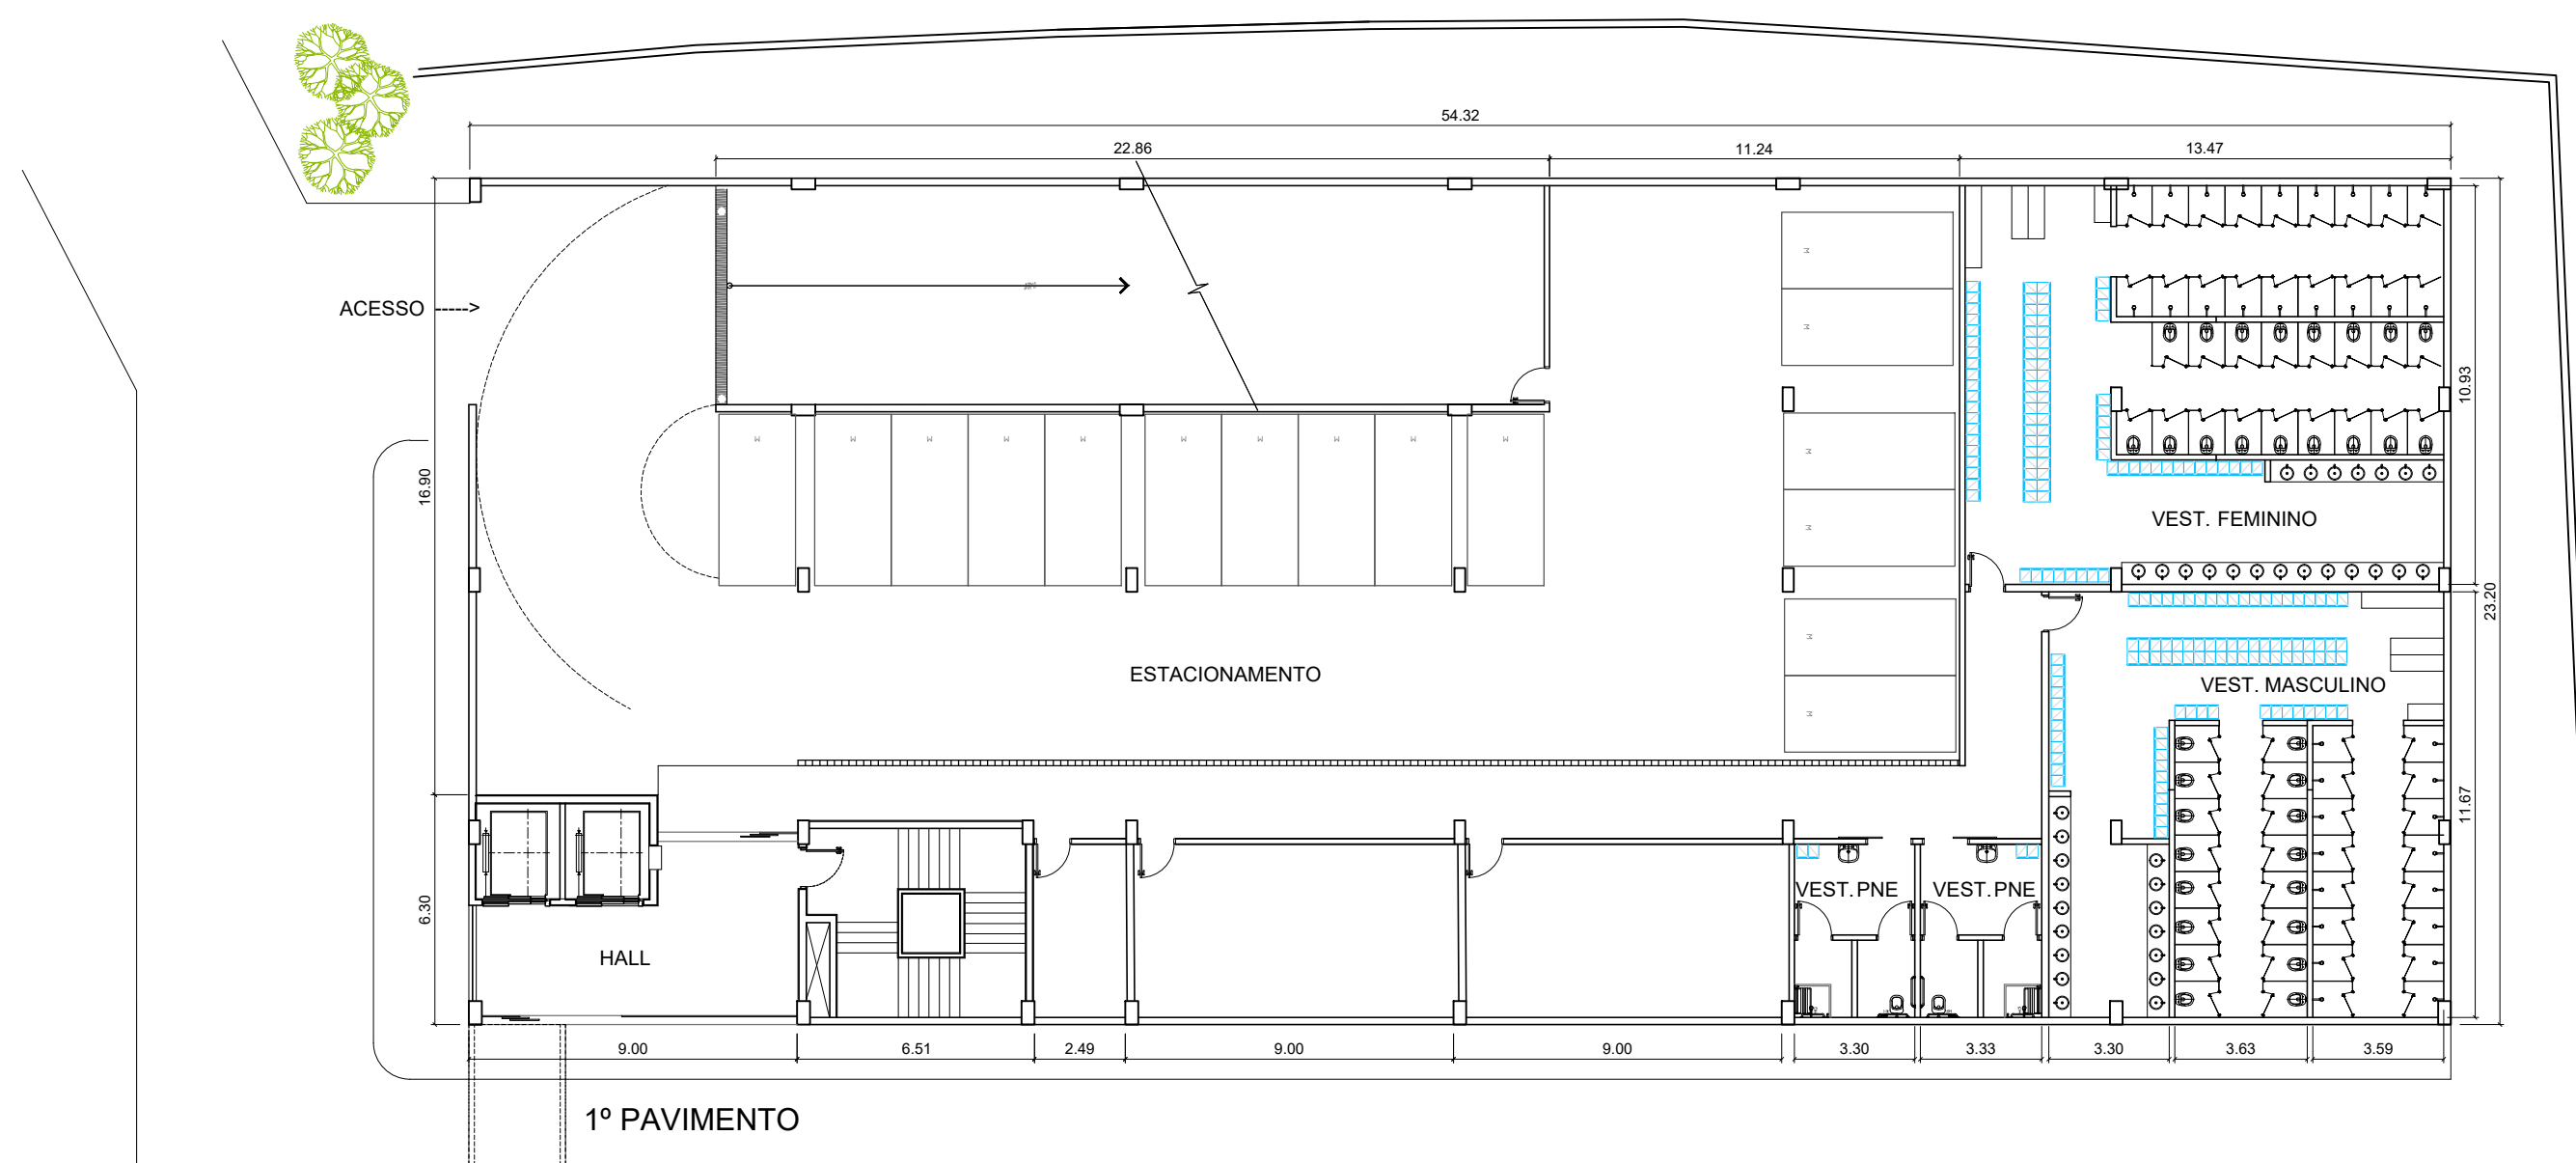 54.32
22.86
11.24
13.47
ACESSO ---->
16.90
10.93
23.20
VEST. FEMININO
ESTACIONAMENTO
VEST. MASCULINO
11.67
6.30
VEST. PNE
VEST. PNE
HALL
9.00
6.51
2.49
9.00
9.00
3.30
3.33
3.30
3.63
3.59
1º PAVIMENTO